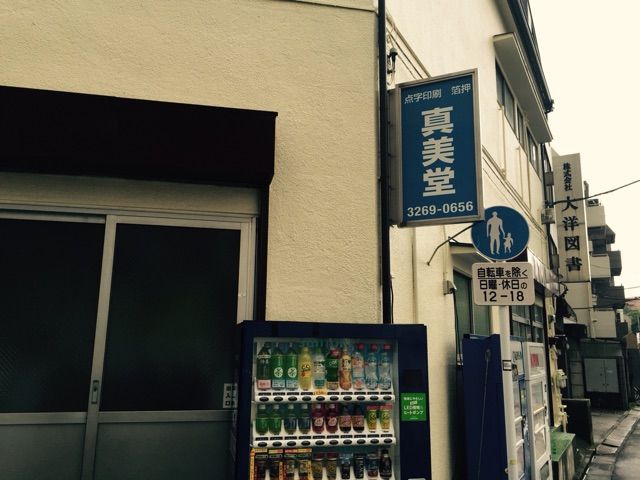 点字印刷 箔押
真美堂
3269-0656
自転車を除く
日曜・休日の
12-18
株式会社
大洋図書